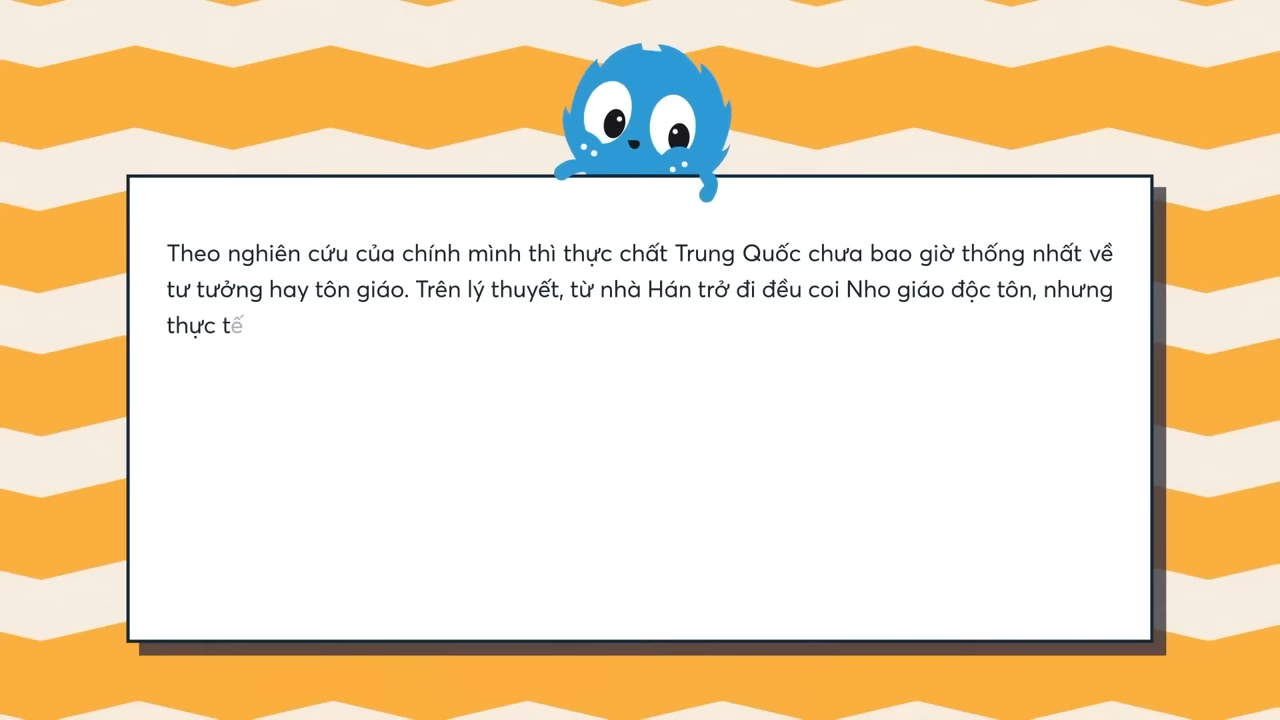 Theo nghiên cứu của chính mình thì thực chất Trung Quốc chưa bao giờ thống nhất về
tư tưởng hay tôn giáo. Trên lý thuyết, từ nhà Hán trở đi đều coi Nho giáo độc tôn, nhưng
thực tế